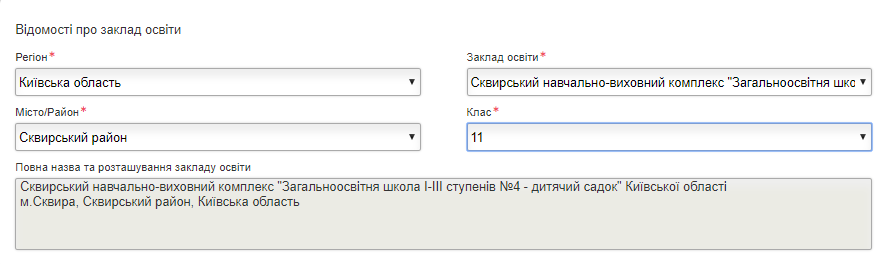 Відомості про заклад освіти
Регіон*
Київська область
Заклад освіти*
Сквирський навчально-виховний комплекс "Загальноосвітня шко
Місто/Район*
Сквирський район
Клас*
11
Повна назва та розташування закладу освіти
Сквирський навчально-виховний комплекс "Загальноосвітня школа І-ІІІ ступенів №4 - дитячий садок" Київської області
м.Сквира, Сквирський район, Київська область